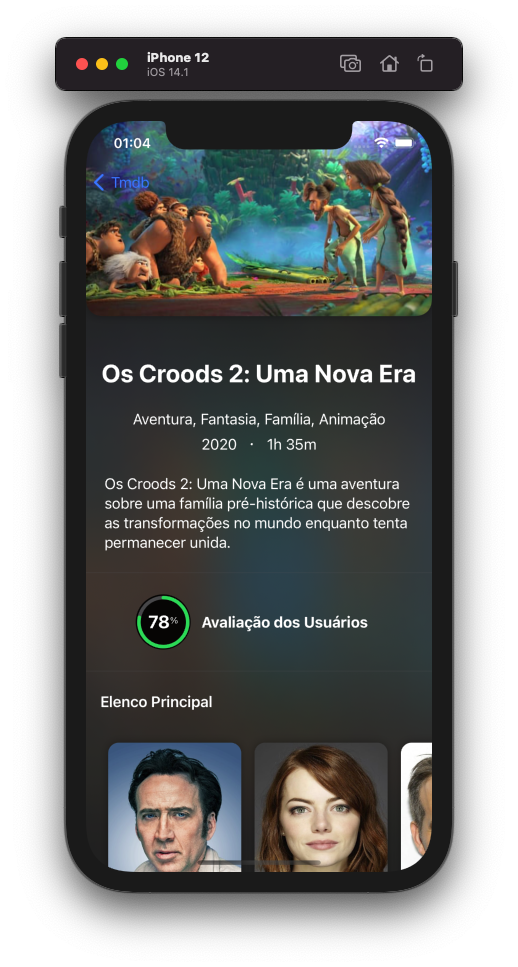 iPhone 12
iOS 14.1
01:04
Tmdb
Os Croods 2: Uma Nova Era
Aventura, Fantasia, Família, Animação
2020 · 1h 35m
Os Croods 2: Uma Nova Era é uma aventura
sobre uma família pré-histórica que descobre
as transformações no mundo enquanto tenta
permanecer unida.
78%
Avaliação dos Usuários
Elenco Principal